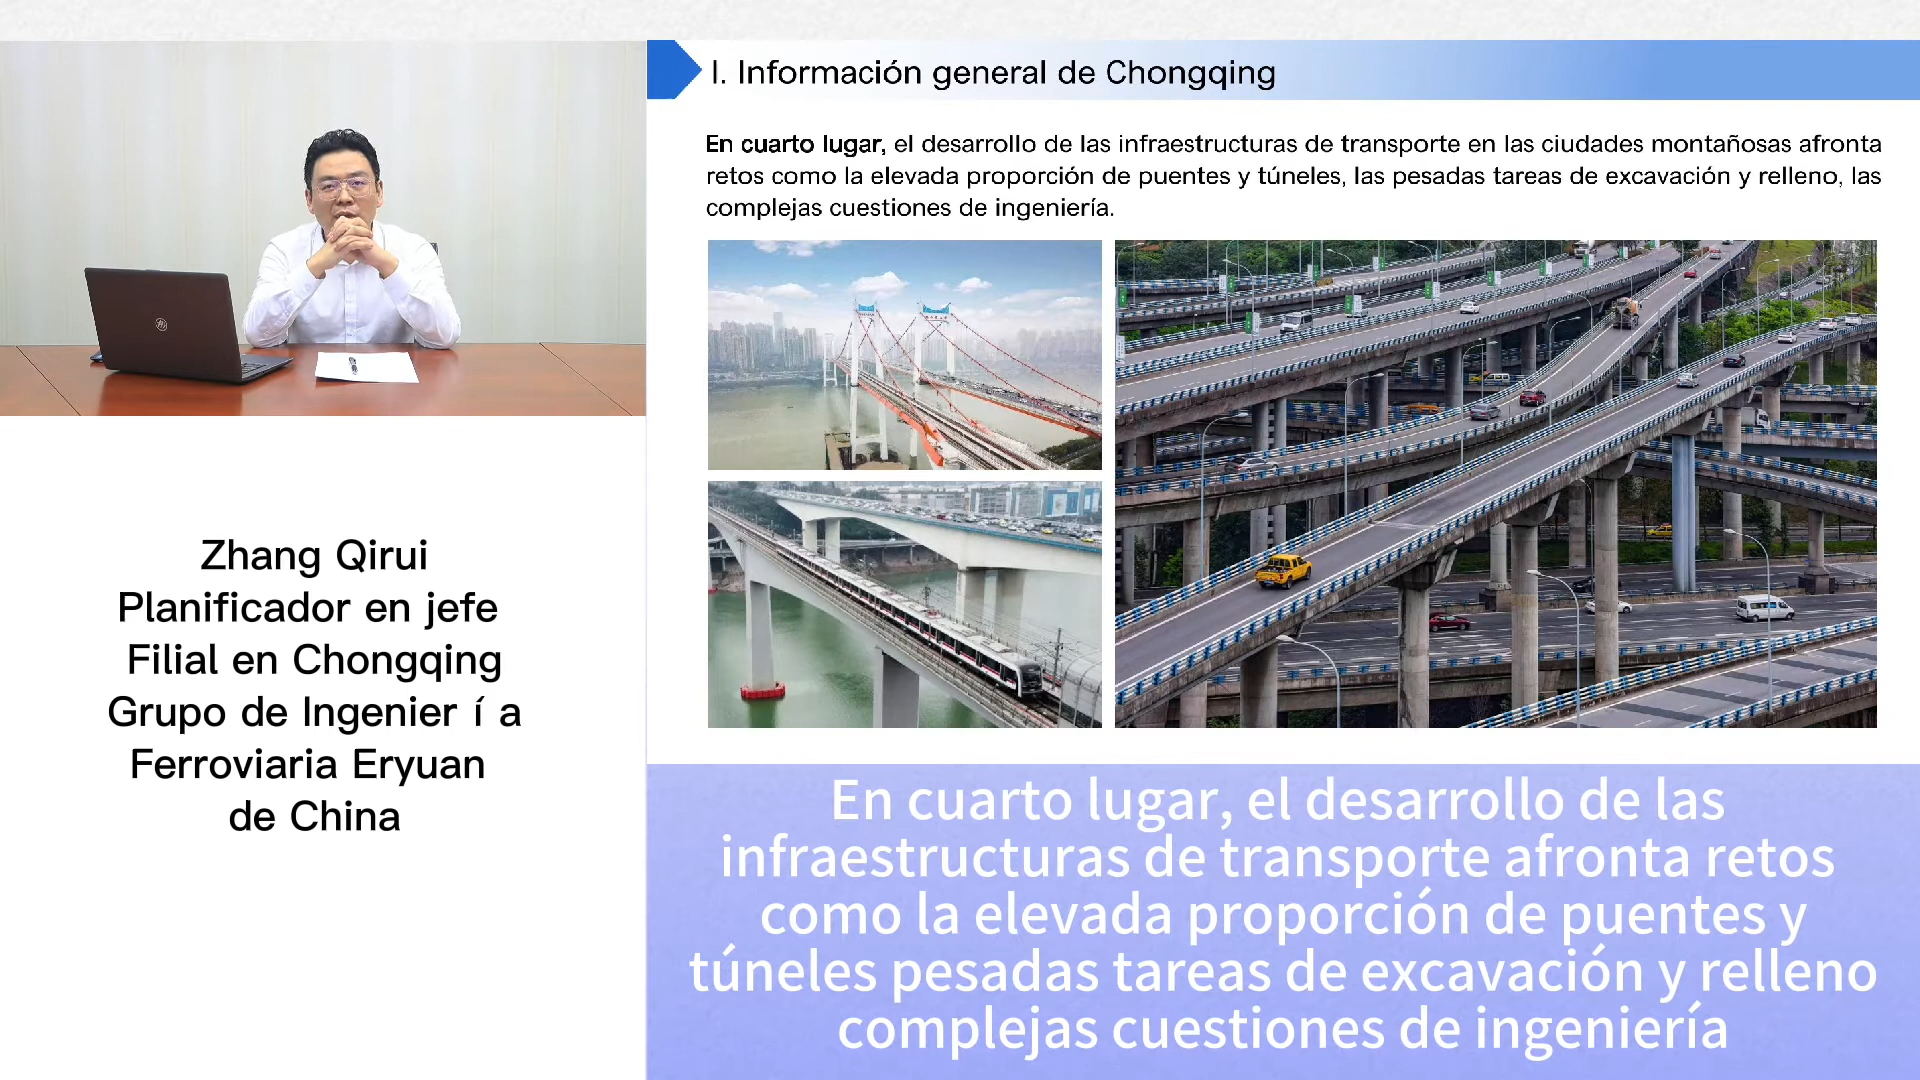 I. Información general de Chongqing
En cuarto lugar, el desarrollo de las infraestructuras de transporte en las ciudades montañosas afronta
retos como la elevada proporción de puentes y túneles, las pesadas tareas de excavación y relleno, las
complejas cuestiones de ingeniería.
Zhang Qirui
Planificador en jefe
Filial en Chongqing
Grupo de Ingenier í a
Ferroviaria Eryuan
de China
En cuarto lugar, el desarrollo de las
infraestructuras de transporte afronta retos
como la elevada proporción de puentes y
túneles pesadas tareas de excavación y relleno
complejas cuestiones de ingeniería